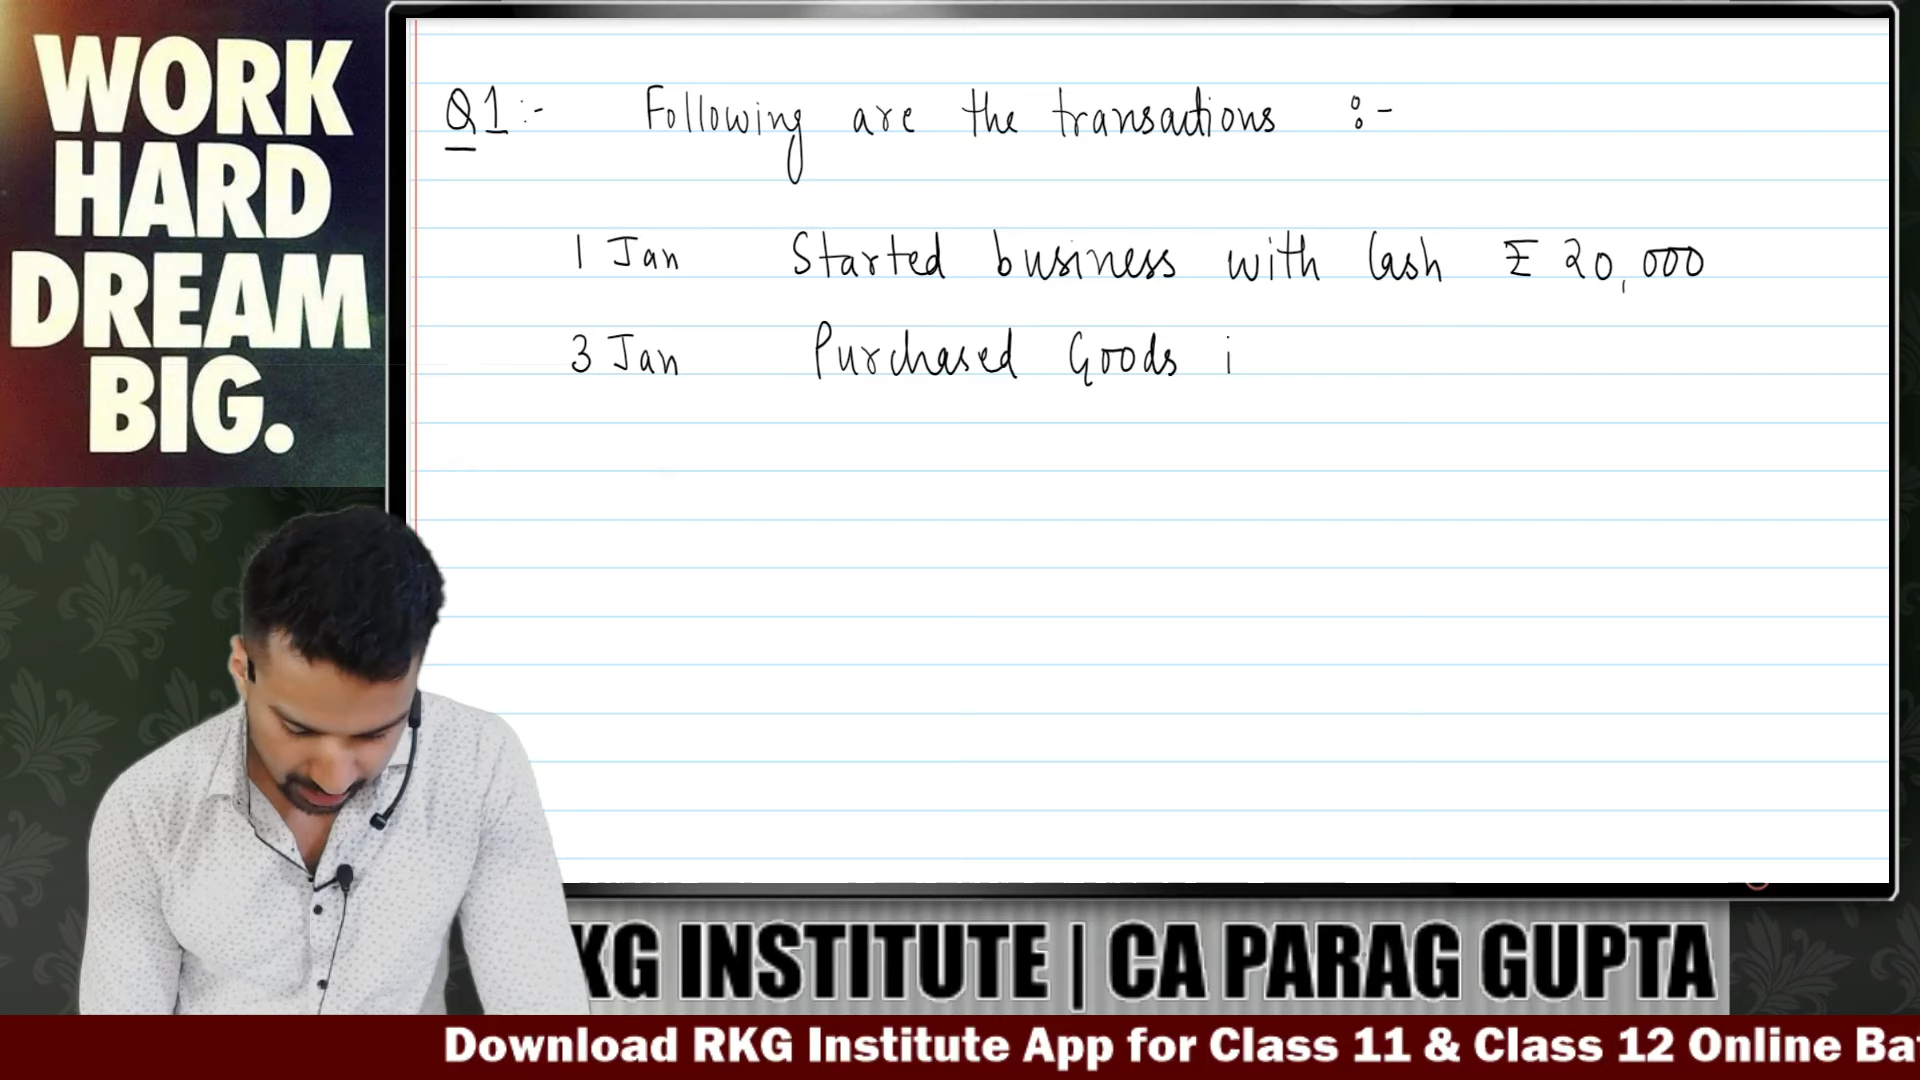 WORK
HARD
DREAM
BIG.
Q1:- Following are the transactions :-
1 Jan Started business with Cash ₹ 20,000
3 Jan Purchased Goods i
KG INSTITUTE | CA PARAG GUPTA
Download RKG Institute App for Class 11 & Class 12 Online Bat